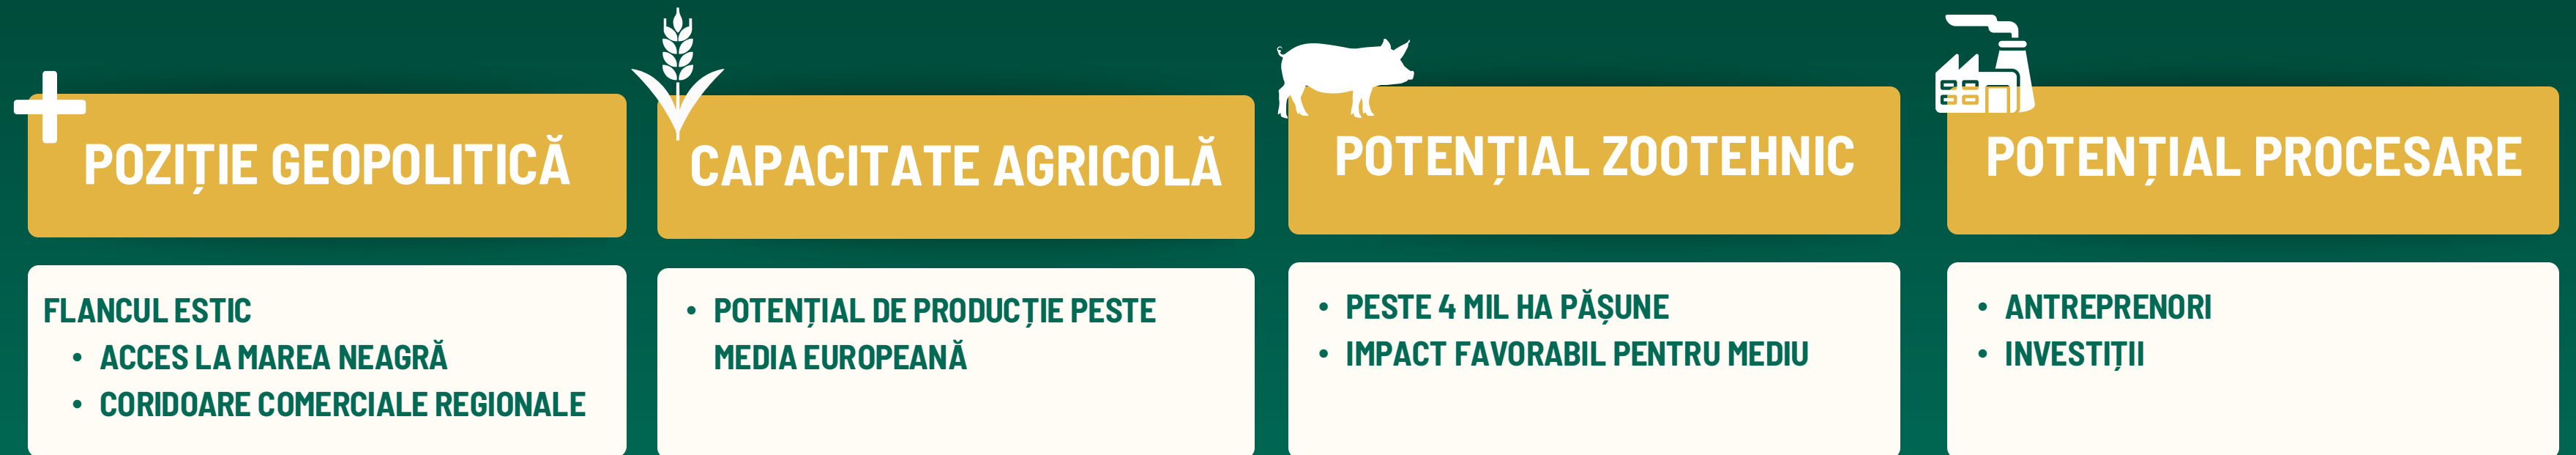 POZIȚIE GEOPOLITICĂ
FLANCUL ESTIC
• ACCES LA MAREA NEAGRĂ
• CORIDOARE COMERCIALE REGIONALE
CAPACITATE AGRICOLĂ
• POTENȚIAL DE PRODUCȚIE PESTE
MEDIA EUROPEANĂ
POTENȚIAL ZOOTEHNIC
• PESTE 4 MIL HA PĂȘUNE
• IMPACT FAVORABIL PENTRU MEDIU
POTENȚIAL PROCESARE
• ANTREPRENORI
• INVESTIȚII